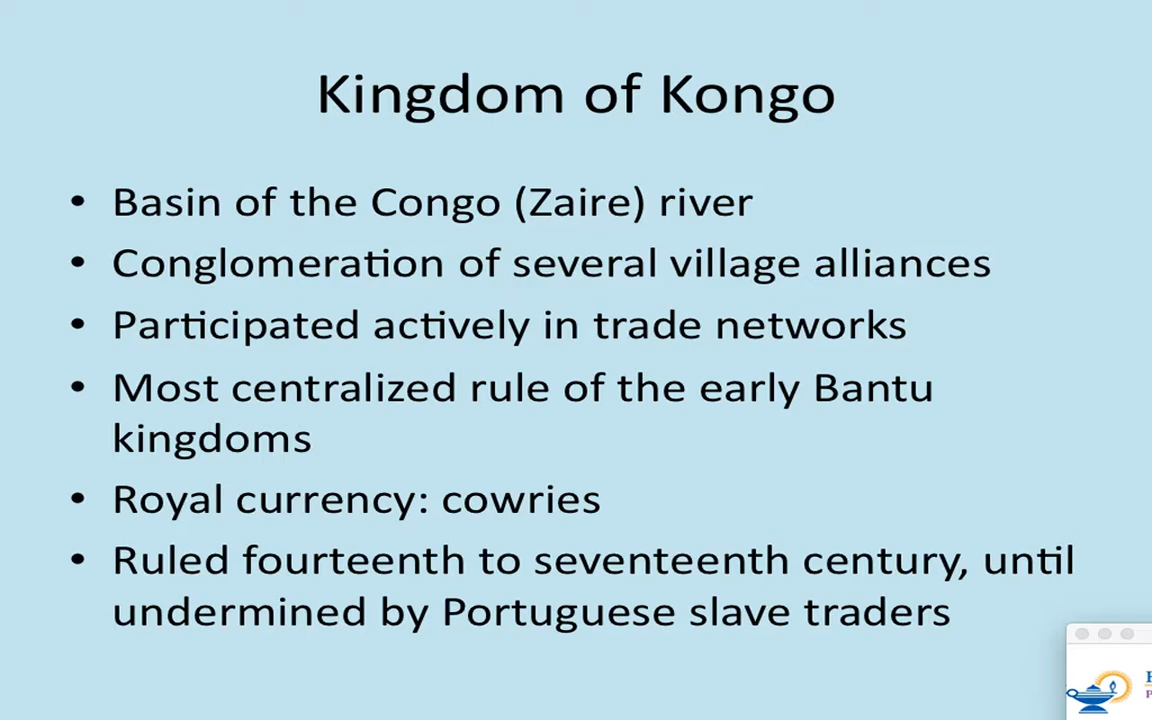 Kingdom of Kongo
• Basin of the Congo (Zaire) river
• Conglomeration of several village alliances
• Participated actively in trade networks
• Most centralized rule of the early Bantu
kingdoms
• Royal currency: cowries
• Ruled fourteenth to seventeenth century, until
undermined by Portuguese slave traders